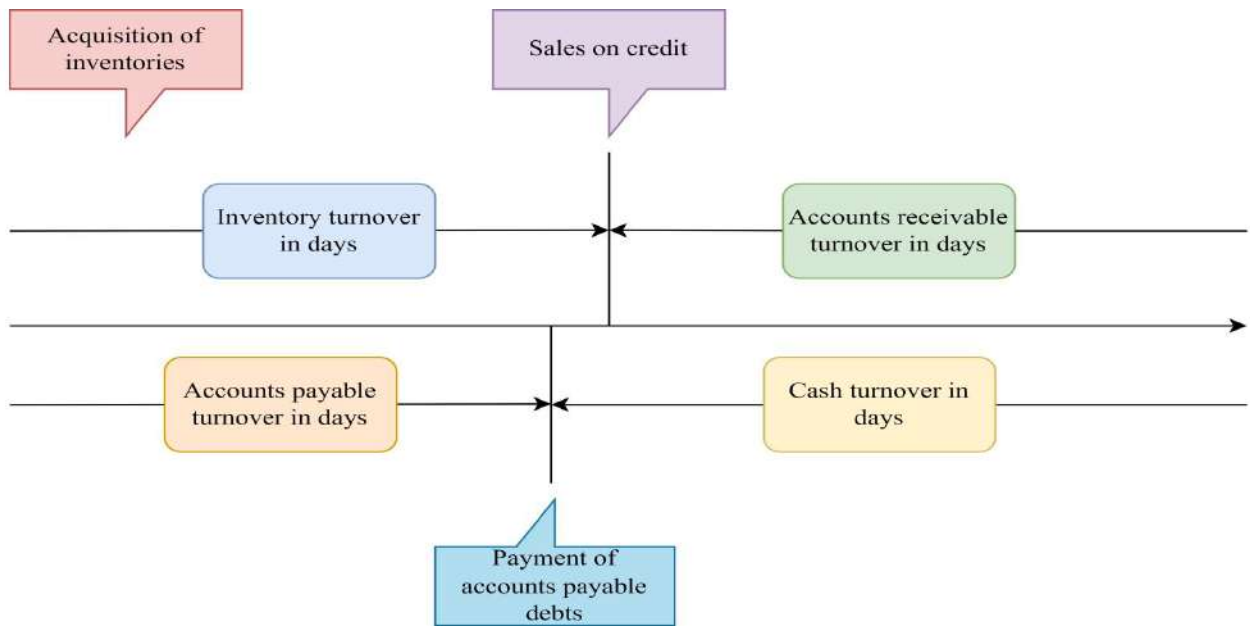 Acquisition of
inventories
Sales on credit
Inventory turnover
in days
Accounts receivable
turnover in days
Accounts payable
turnover in days
Cash turnover in
days
Payment of
accounts payable
debts